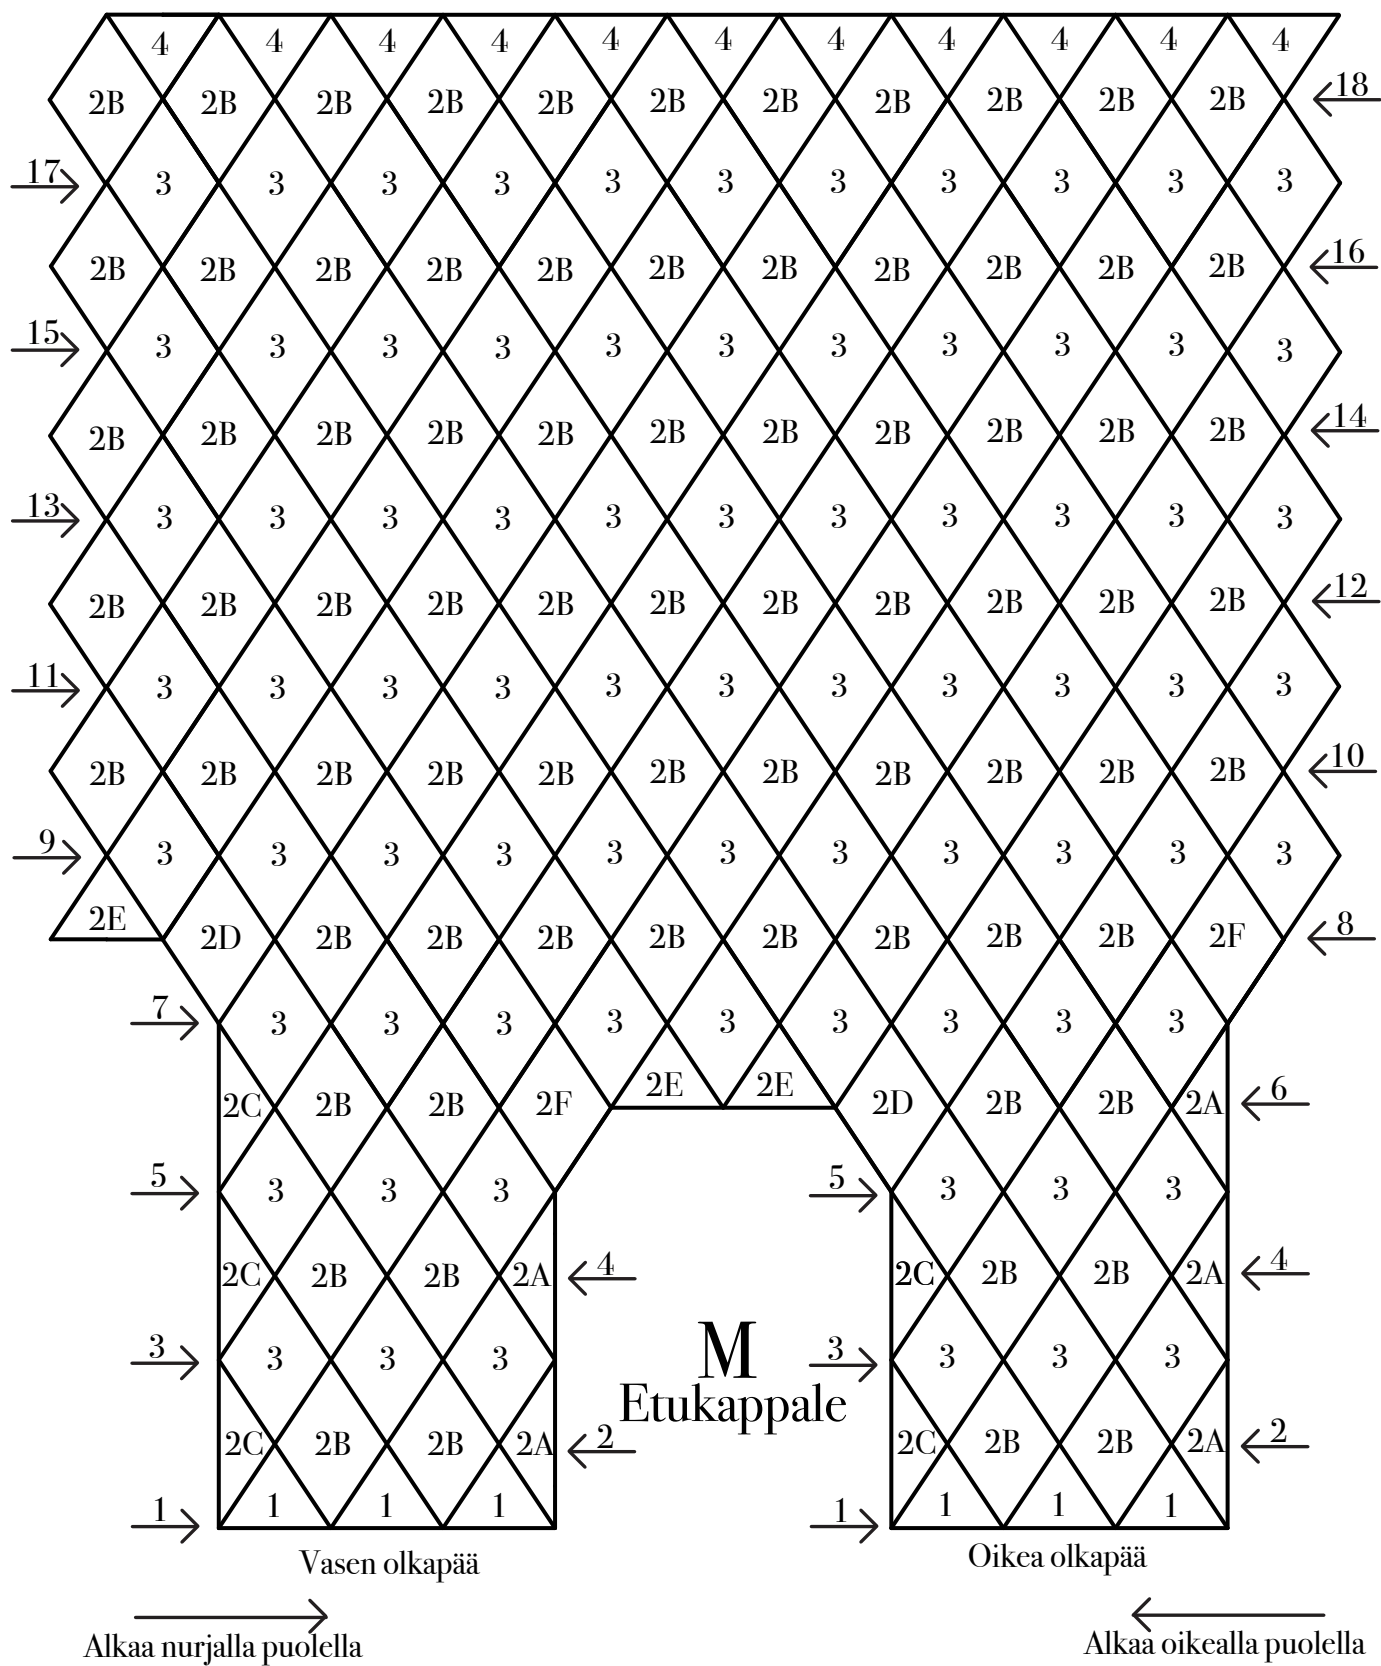 4 4 4 4 4 4 4 4 4 4 4
2B 2B 2B 2B 2B 2B 2B 2B 2B 2B 2B 18
17 3 3 3 3 3 3 3 3 3 3 3
2B 2B 2B 2B 2B 2B 2B 2B 2B 2B 2B 16
15 3 3 3 3 3 3 3 3 3 3 3
2B 2B 2B 2B 2B 2B 2B 2B 2B 2B 2B 14
13 3 3 3 3 3 3 3 3 3 3 3
2B 2B 2B 2B 2B 2B 2B 2B 2B 2B 2B 12
11 3 3 3 3 3 3 3 3 3 3 3
2B 2B 2B 2B 2B 2B 2B 2B 2B 2B 2B 10
9 3 3 3 3 3 3 3 3 3 3 3
2E 2D 2B 2B 2B 2B 2B 2B 2B 2B 2F 8
7 3 3 3 3 3 3 3 3 3
2C 2B 2B 2F 2E 2E 2D 2B 2B 2A 6
5 3 3 3 5 3 3 3
2C 2B 2B 2A 4 2C 2B 2B 2A 4
3 3 3 3 M 3 3 3 3
Etukappale
2C 2B 2B 2A 2 2C 2B 2B 2A 2
1 1 1 1 1 1 1 1
Vasen olkapää
Oikea olkapää
Alkaa nurjalla puolella
Alkaa oikealla puolella